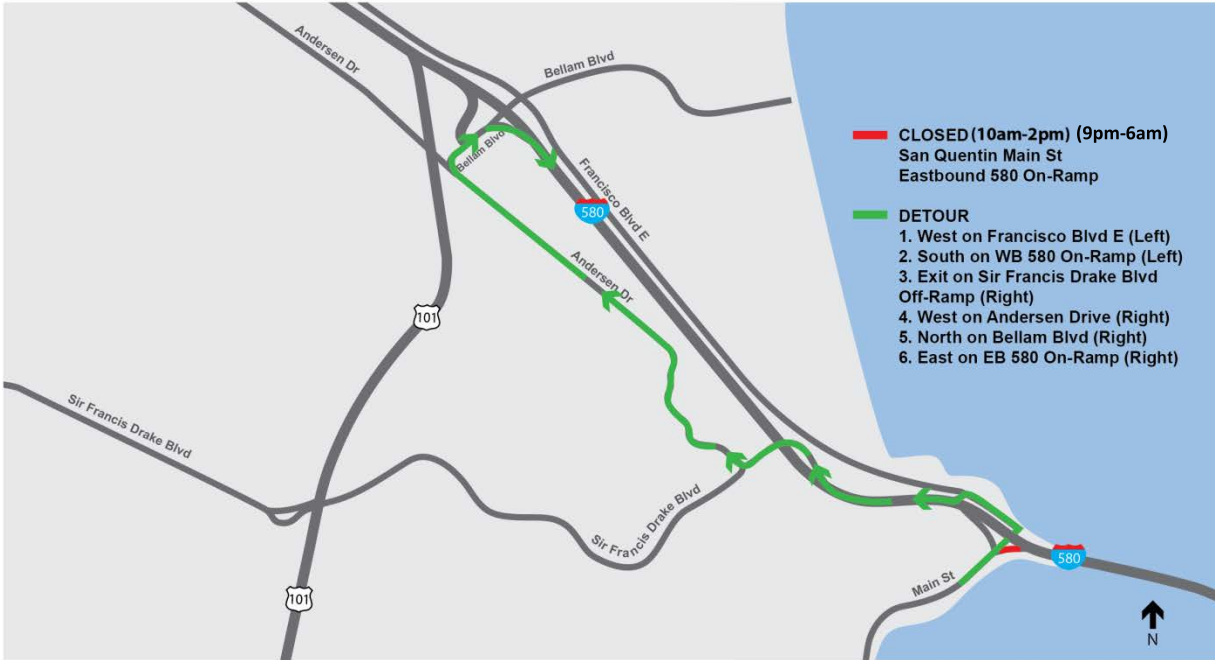 Andersen Dr
Bellam Blvd
Bellam Blvd
Francisco Blvd E
580
Andersen Dr
101
Sir Francis Drake Blvd
Sir Francis Drake Blvd
101
Main St
580
N
CLOSED (10am-2pm) (9pm-6am)
San Quentin Main St
Eastbound 580 On-Ramp
DETOUR
1. West on Francisco Blvd E (Left)
2. South on WB 580 On-Ramp (Left)
3. Exit on Sir Francis Drake Blvd
Off-Ramp (Right)
4. West on Andersen Drive (Right)
5. North on Bellam Blvd (Right)
6. East on EB 580 On-Ramp (Right)